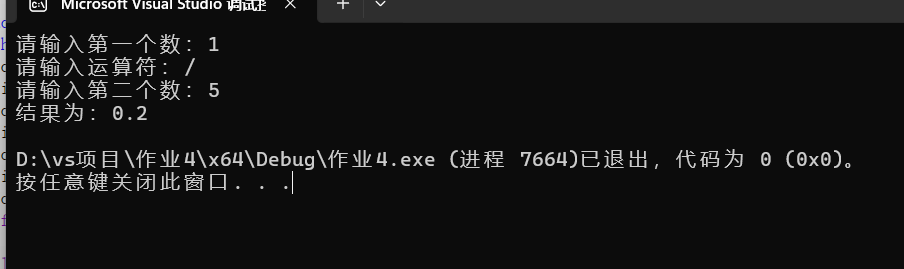 Microsoft Visual Studio 调试
请输入第一个数: 1
请输入运算符: /
请输入第二个数: 5
结果为: 0.2
D:\vs项目\作业4\x64\Debug\作业4.exe (进程 7664)已退出，代码为 0 (0x0)。
按任意键关闭此窗口. . .